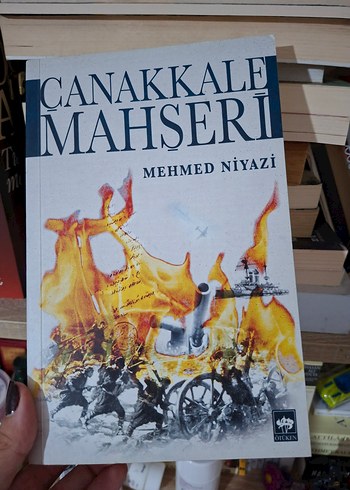 ÇANAKKALE
MAHŞERİ
MEHMED NİYAZİ
ÖTÜKEN